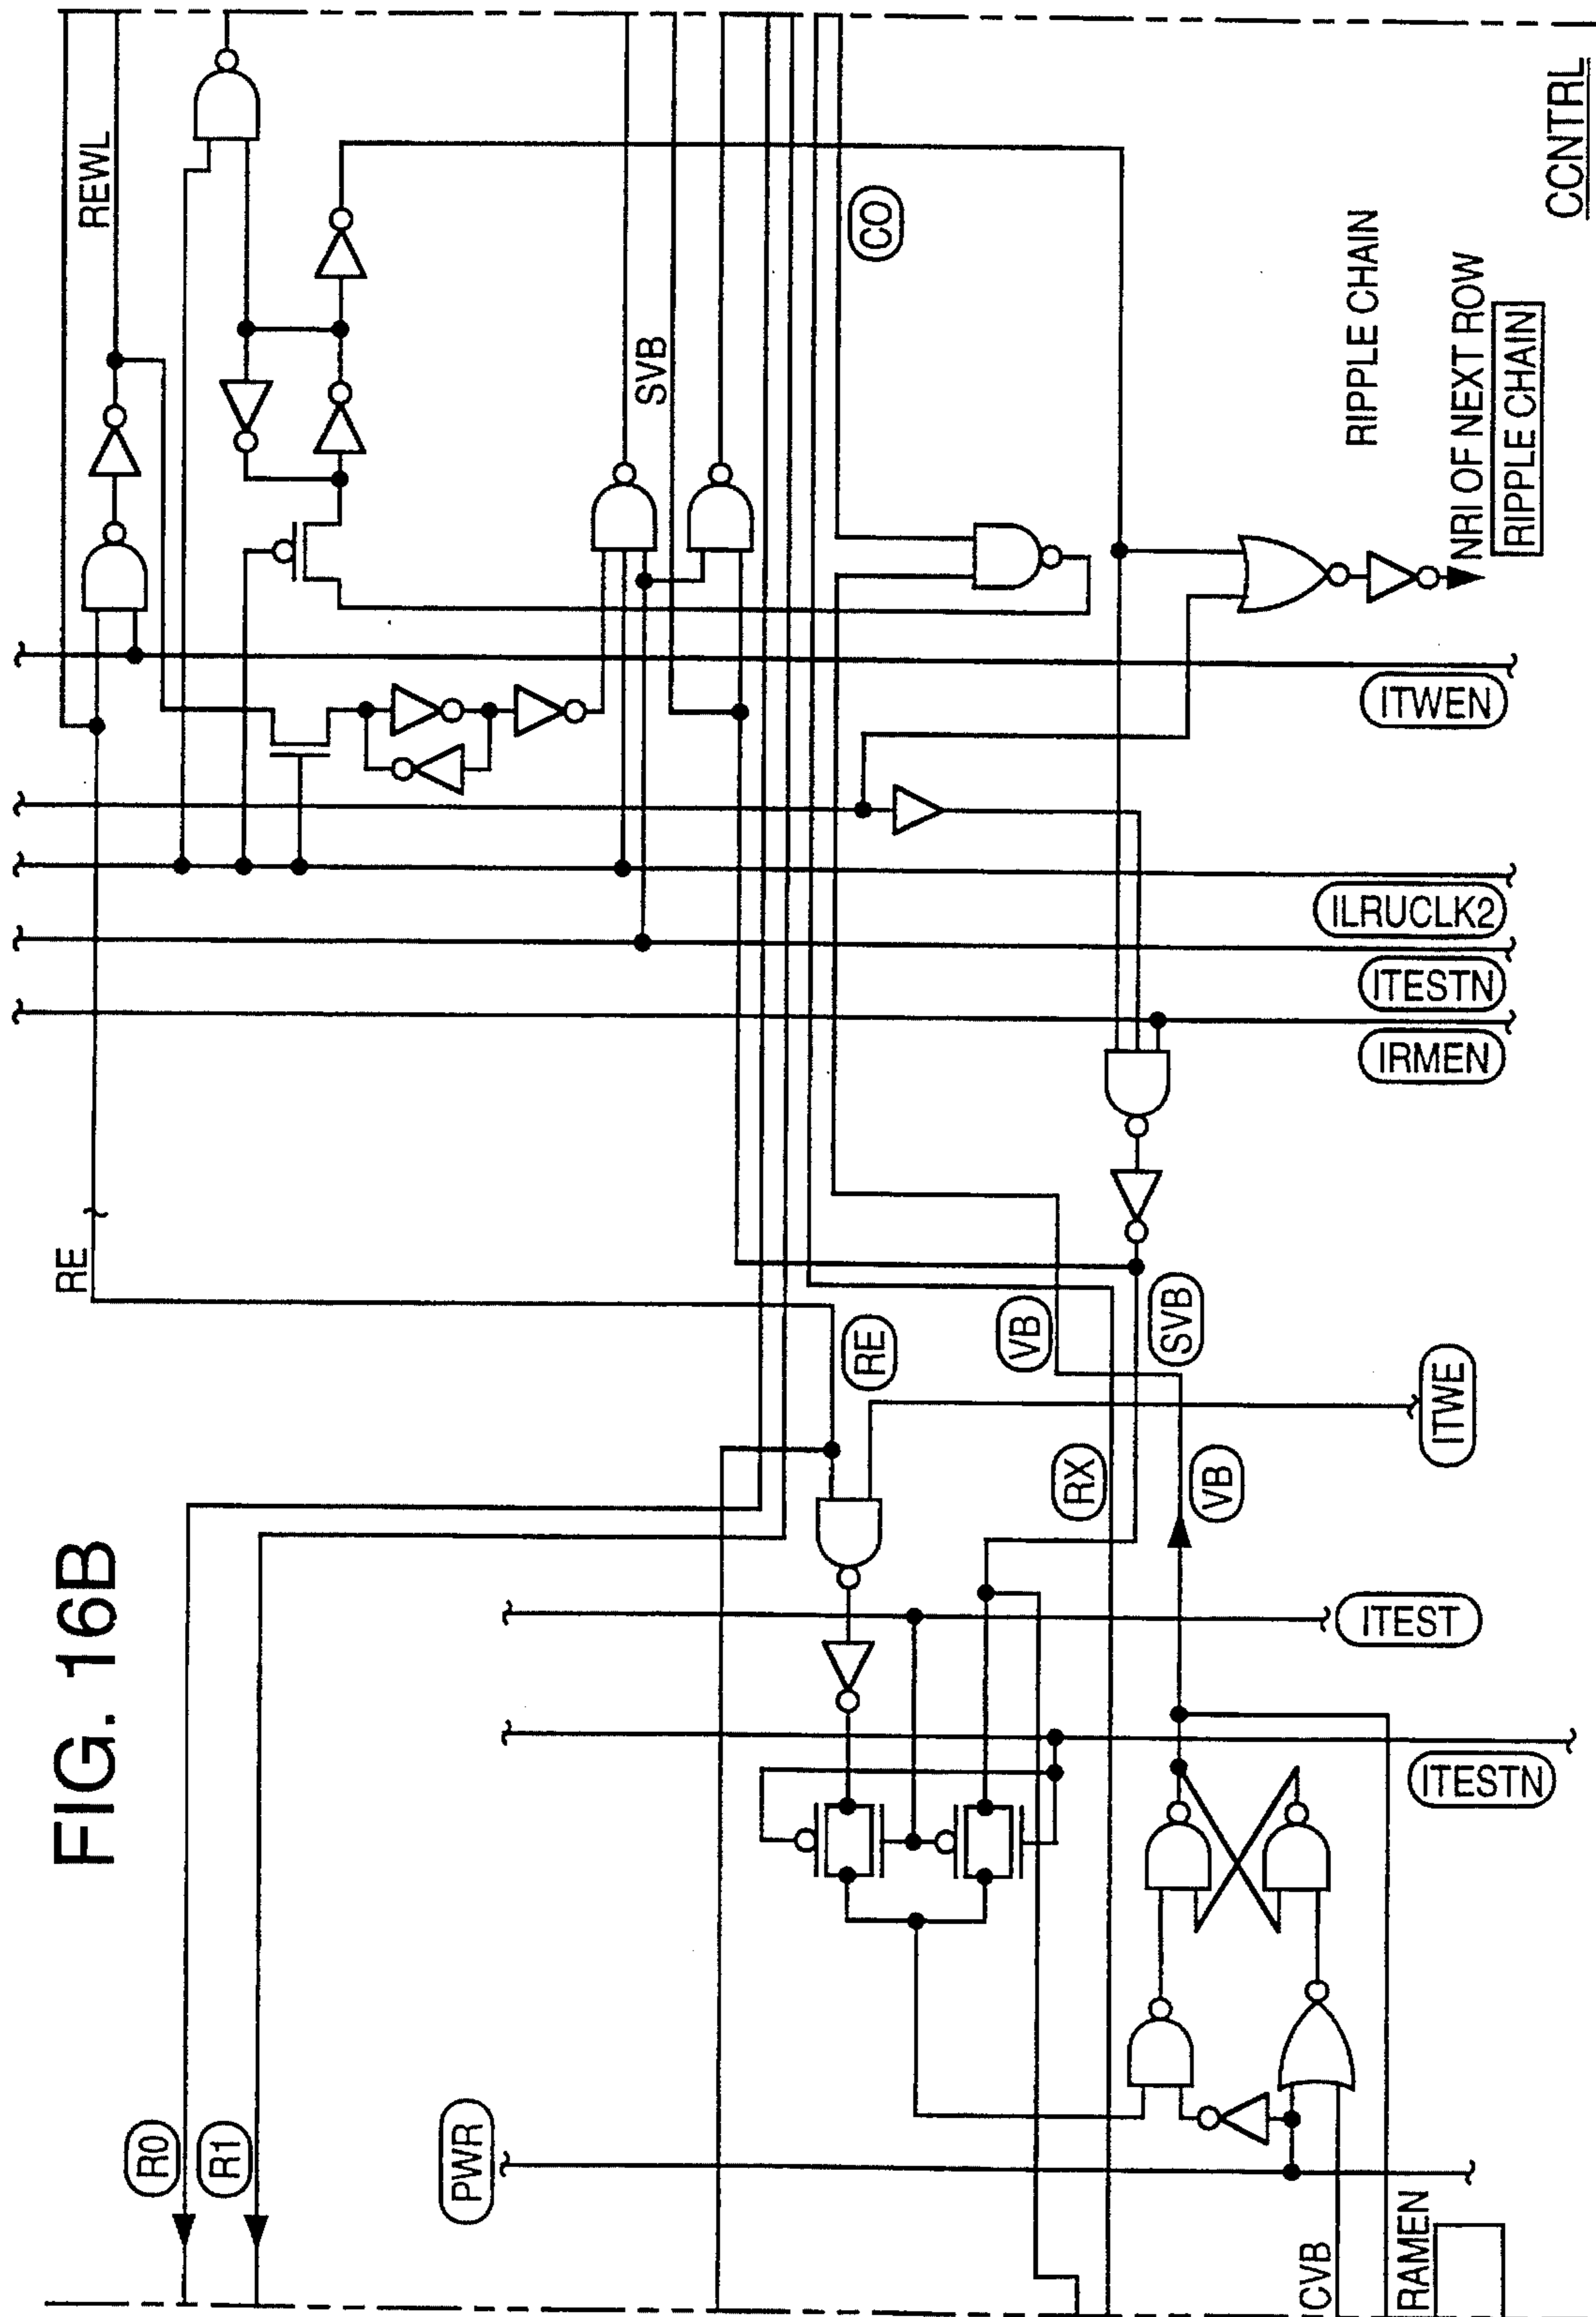 FIG. 16B
R0
R1
RE
REWL
PWR
SVB
RE
CO
VB
SVB
RX
VB
ITWE
ITEST
ITESTN
ICVB
RAMEN
ITWEN
ILRUCLK2
ITESTN
IRMEN
RIPPLE CHAIN
NRI OF NEXT ROW
RIPPLE CHAIN
CCNTRL